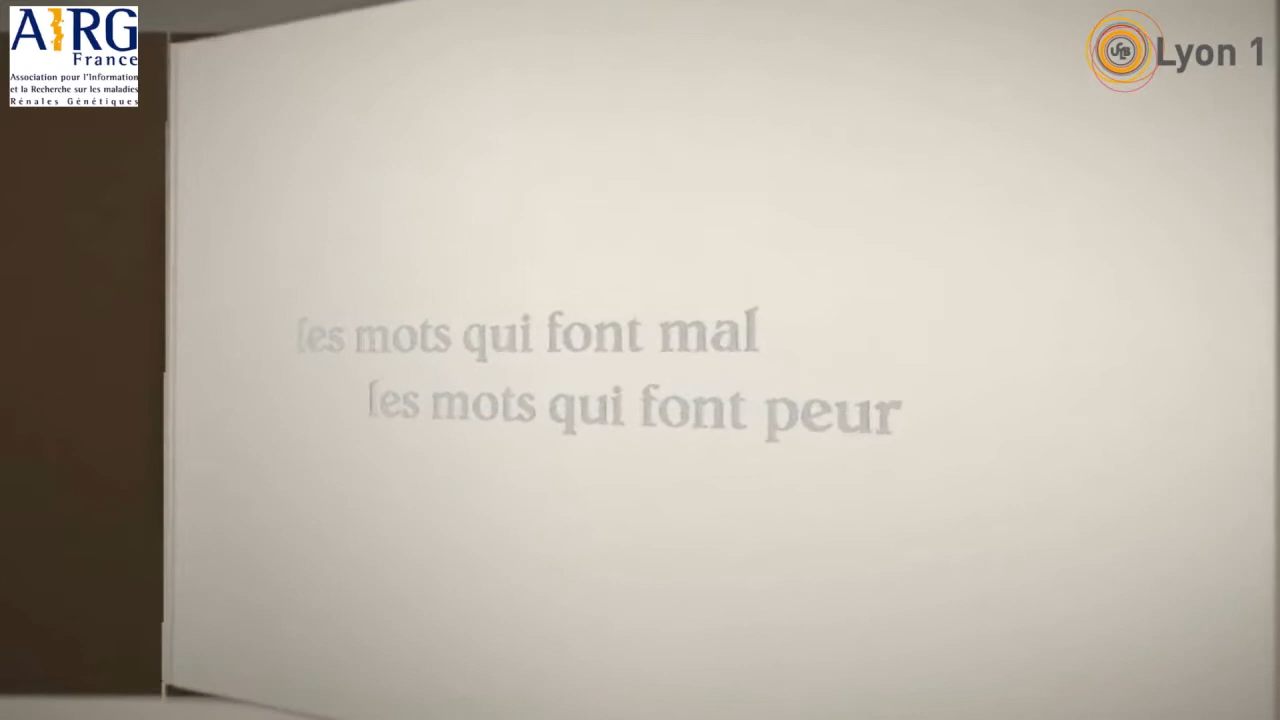 AIRG
France
Association pour l'Information
et la Recherche sur les maladies
Rénales Génétiques
Lyon 1
les mots qui font mal
les mots qui font peur